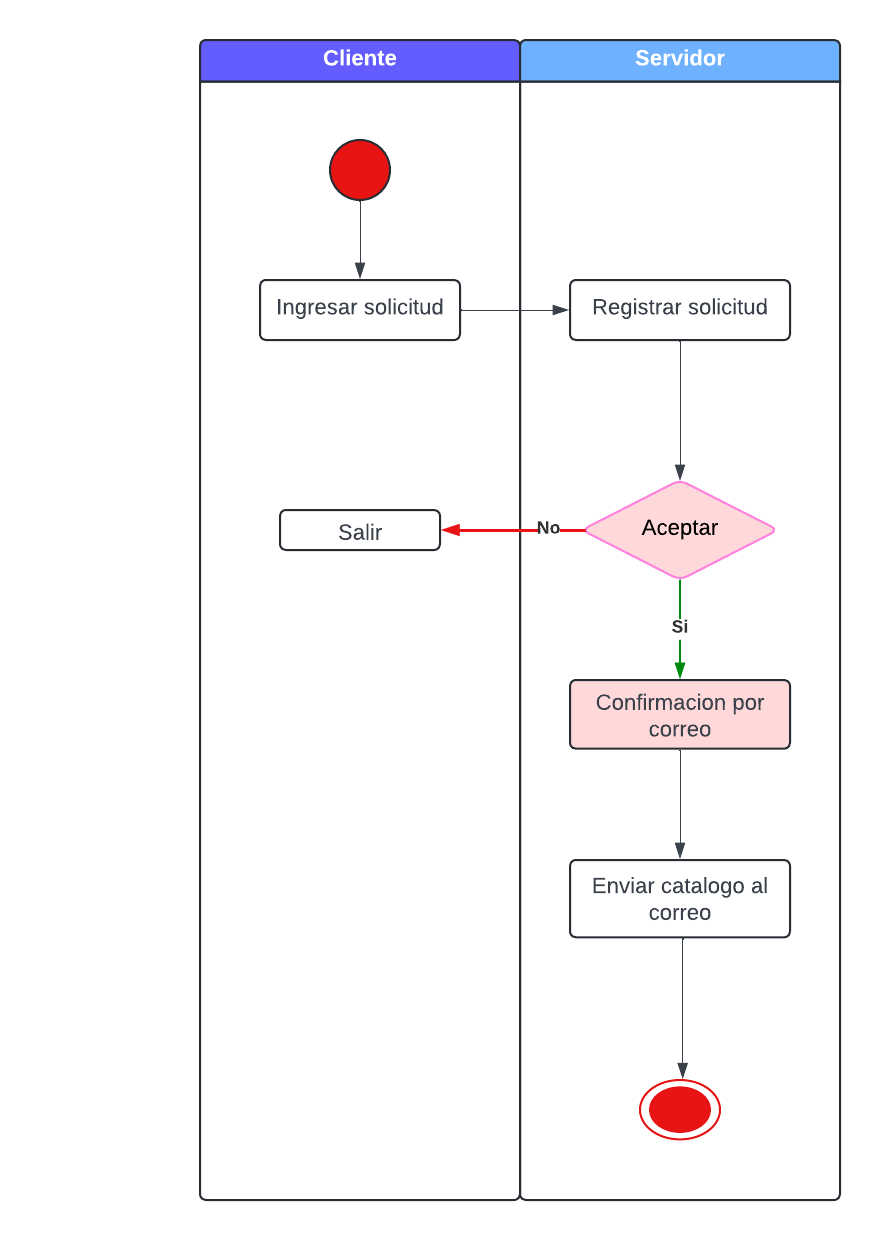 Cliente
Servidor
Ingresar solicitud
Registrar solicitud
Salir
No
Aceptar
Si
Confirmacion por
correo
Enviar catalogo al
correo